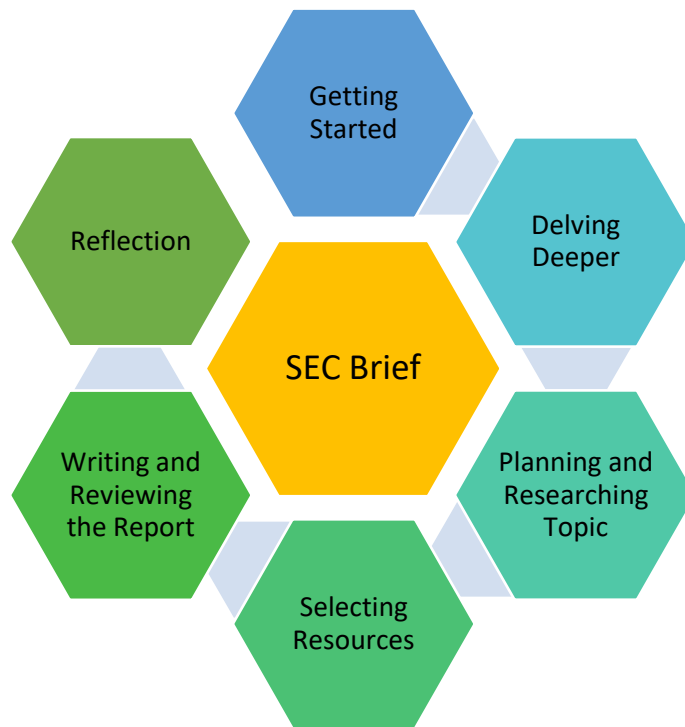 Getting
Started
Delving
Deeper
Planning and
Researching
Topic
Selecting
Resources
Writing and
Reviewing
the Report
Reflection
SEC Brief